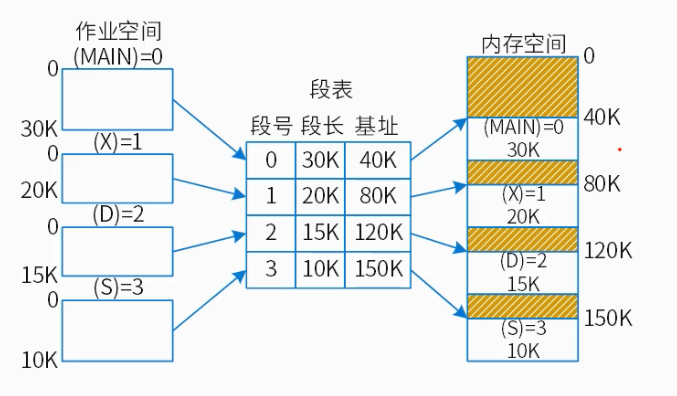 作业空间
(MAIN)=0
0
30K
(X)=1
0
20K
(D)=2
0
15K
(S)=3
0
10K
段表
段号 段长 基址
0 30K 40K
1 20K 80K
2 15K 120K
3 10K 150K
内存空间
0
40K
(MAIN)=0
30K
80K
(X)=1
20K
120K
(D)=2
15K
150K
(S)=3
10K